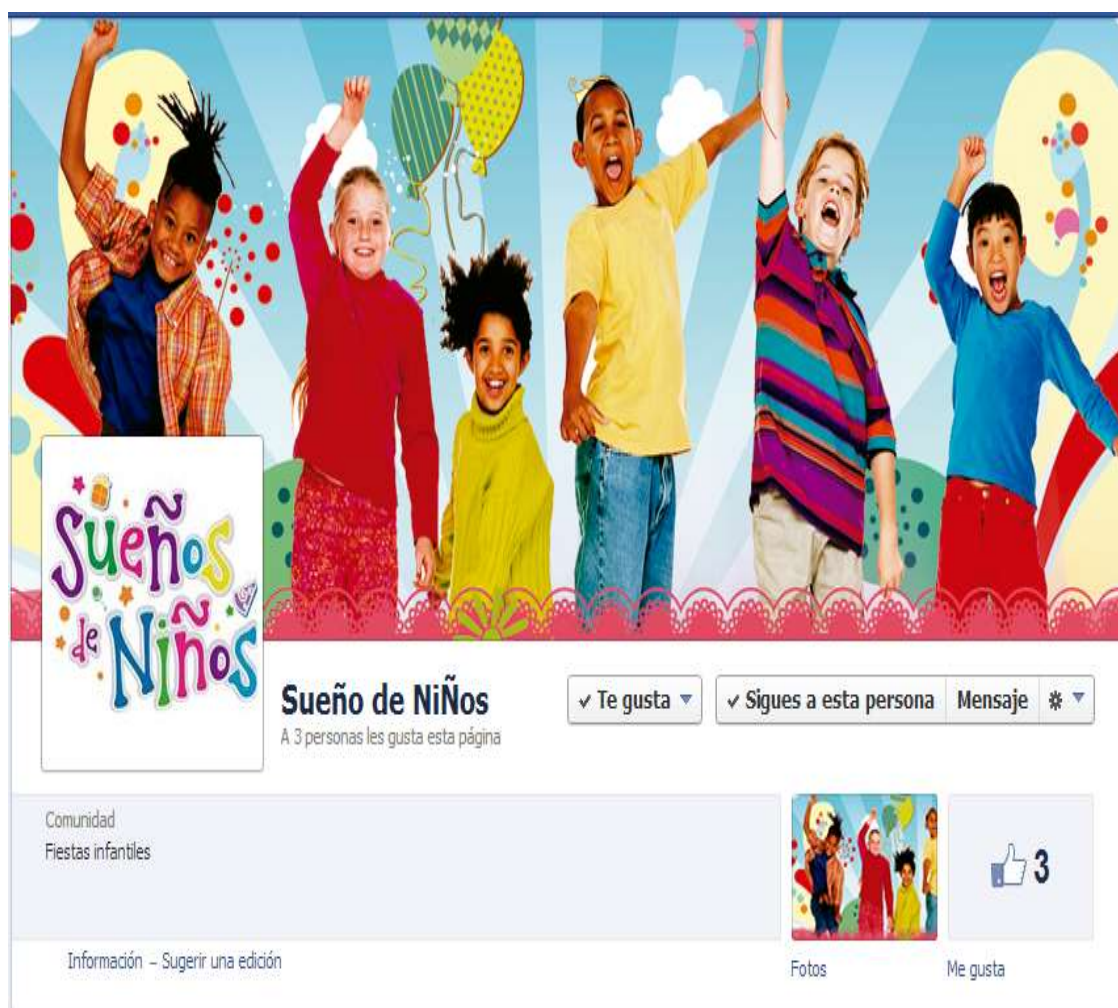 Sueños
de Niños
Sueño de NiÑos
A 3 personas les gusta esta página
✓ Te gusta
✓ Sigues a esta persona
Mensaje
Comunidad
Fiestas infantiles
3
Información – Sugerir una edición
Fotos
Me gusta